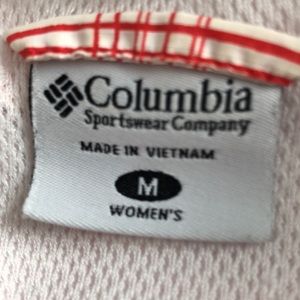 Columbia
Sportswear Company
MADE IN VIETNAM
M
WOMEN'S